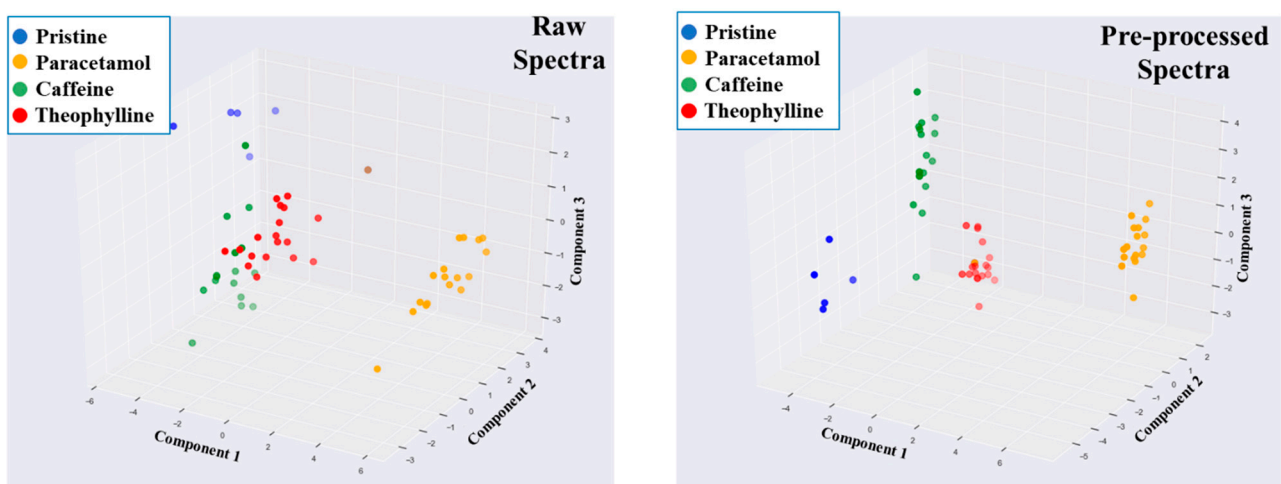 Pristine
Paracetamol
Caffeine
Theophylline
Raw
Spectra
3
2
1
0
-1
-2
-3
Component 3
-6
-4
-2
0
2
4
6
Component 1
-3
-2
-1
0
1
2
3
4
Component 2
Pristine
Paracetamol
Caffeine
Theophylline
Pre-processed
Spectra
4
3
2
1
0
-1
-2
-3
Component 3
-4
-2
0
2
4
6
Component 1
-5
-4
-3
-2
-1
0
1
2
Component 2